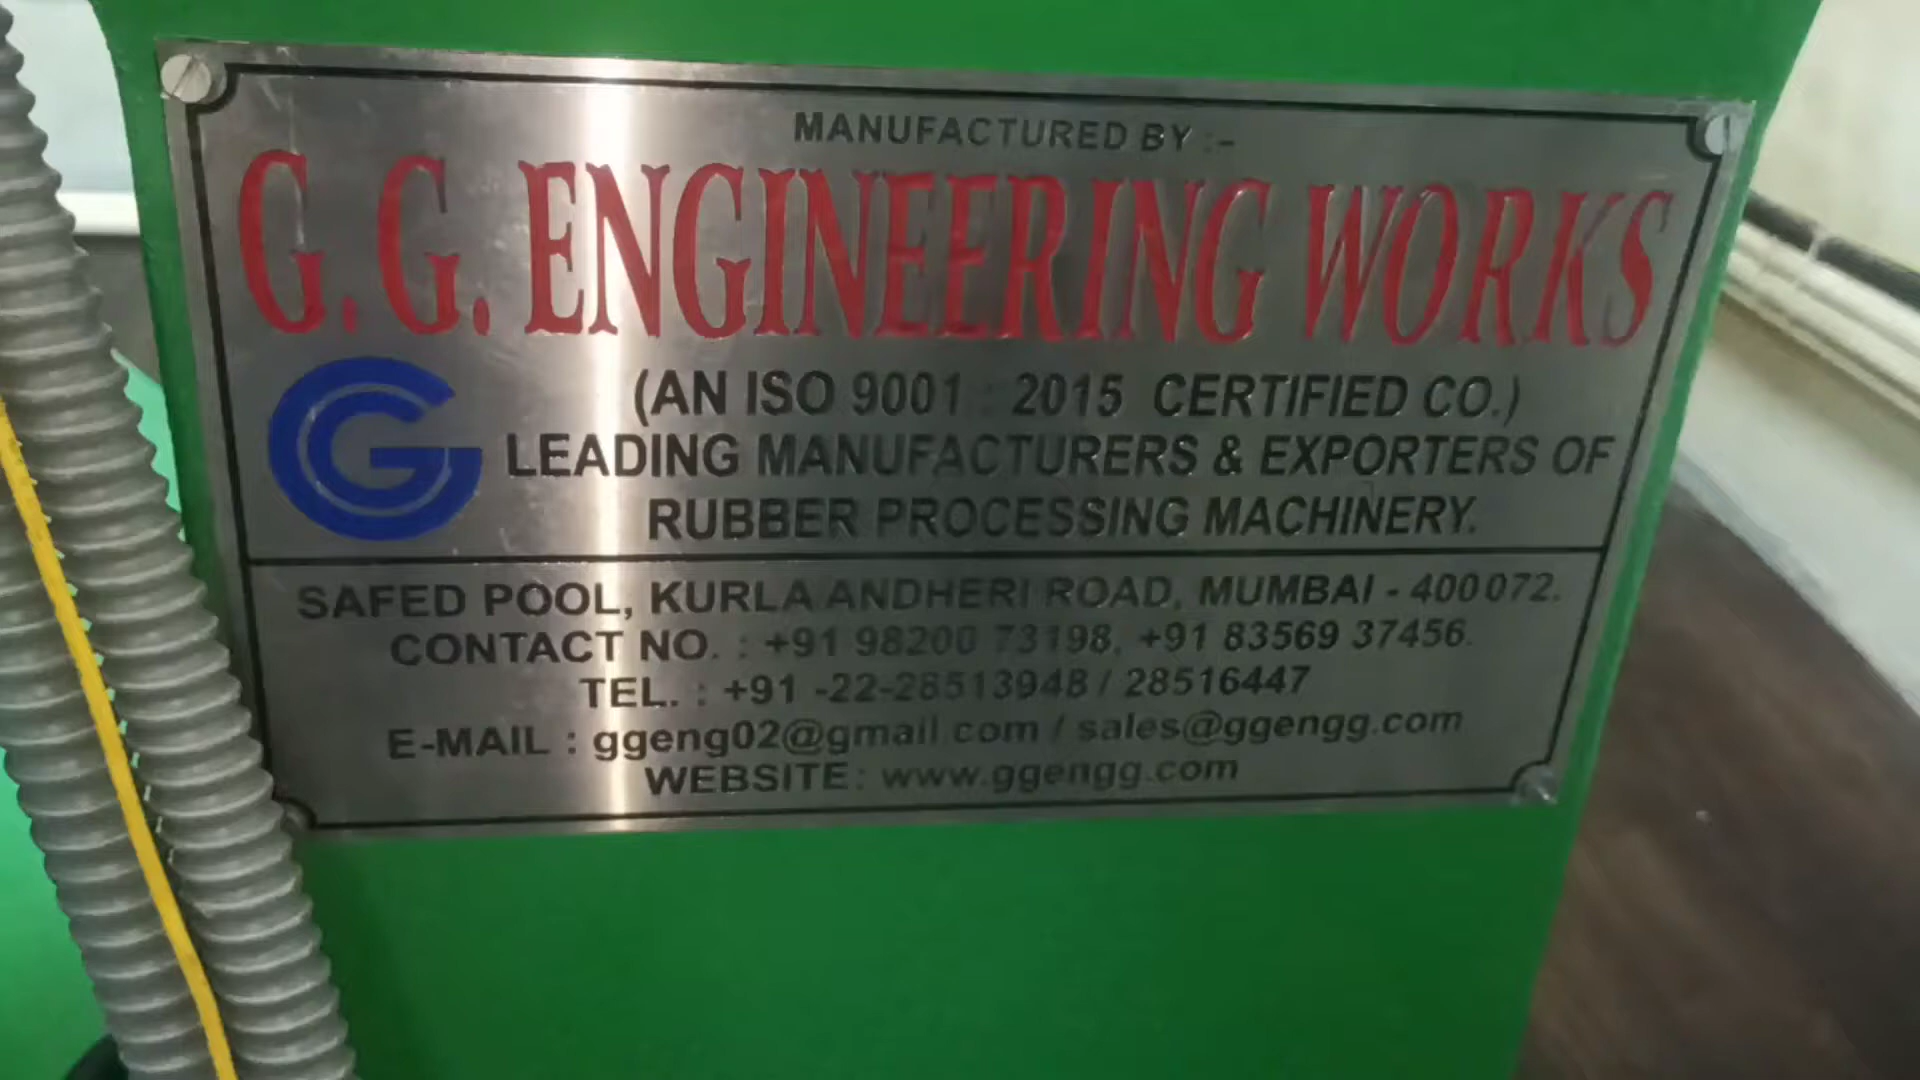 MANUFACTURED BY :-
G. G. ENGINEERING WORKS
(AN ISO 9001 : 2015 CERTIFIED CO.)
LEADING MANUFACTURERS & EXPORTERS OF
RUBBER PROCESSING MACHINERY.
SAFED POOL, KURLA ANDHERI ROAD, MUMBAI - 400072.
CONTACT NO. : +91 98200 73198, +91 83569 37456.
TEL. : +91 -22-28513948 / 28516447
E-MAIL : ggeng02@gmail.com / sales@ggengg.com
WEBSITE : www.ggengg.com